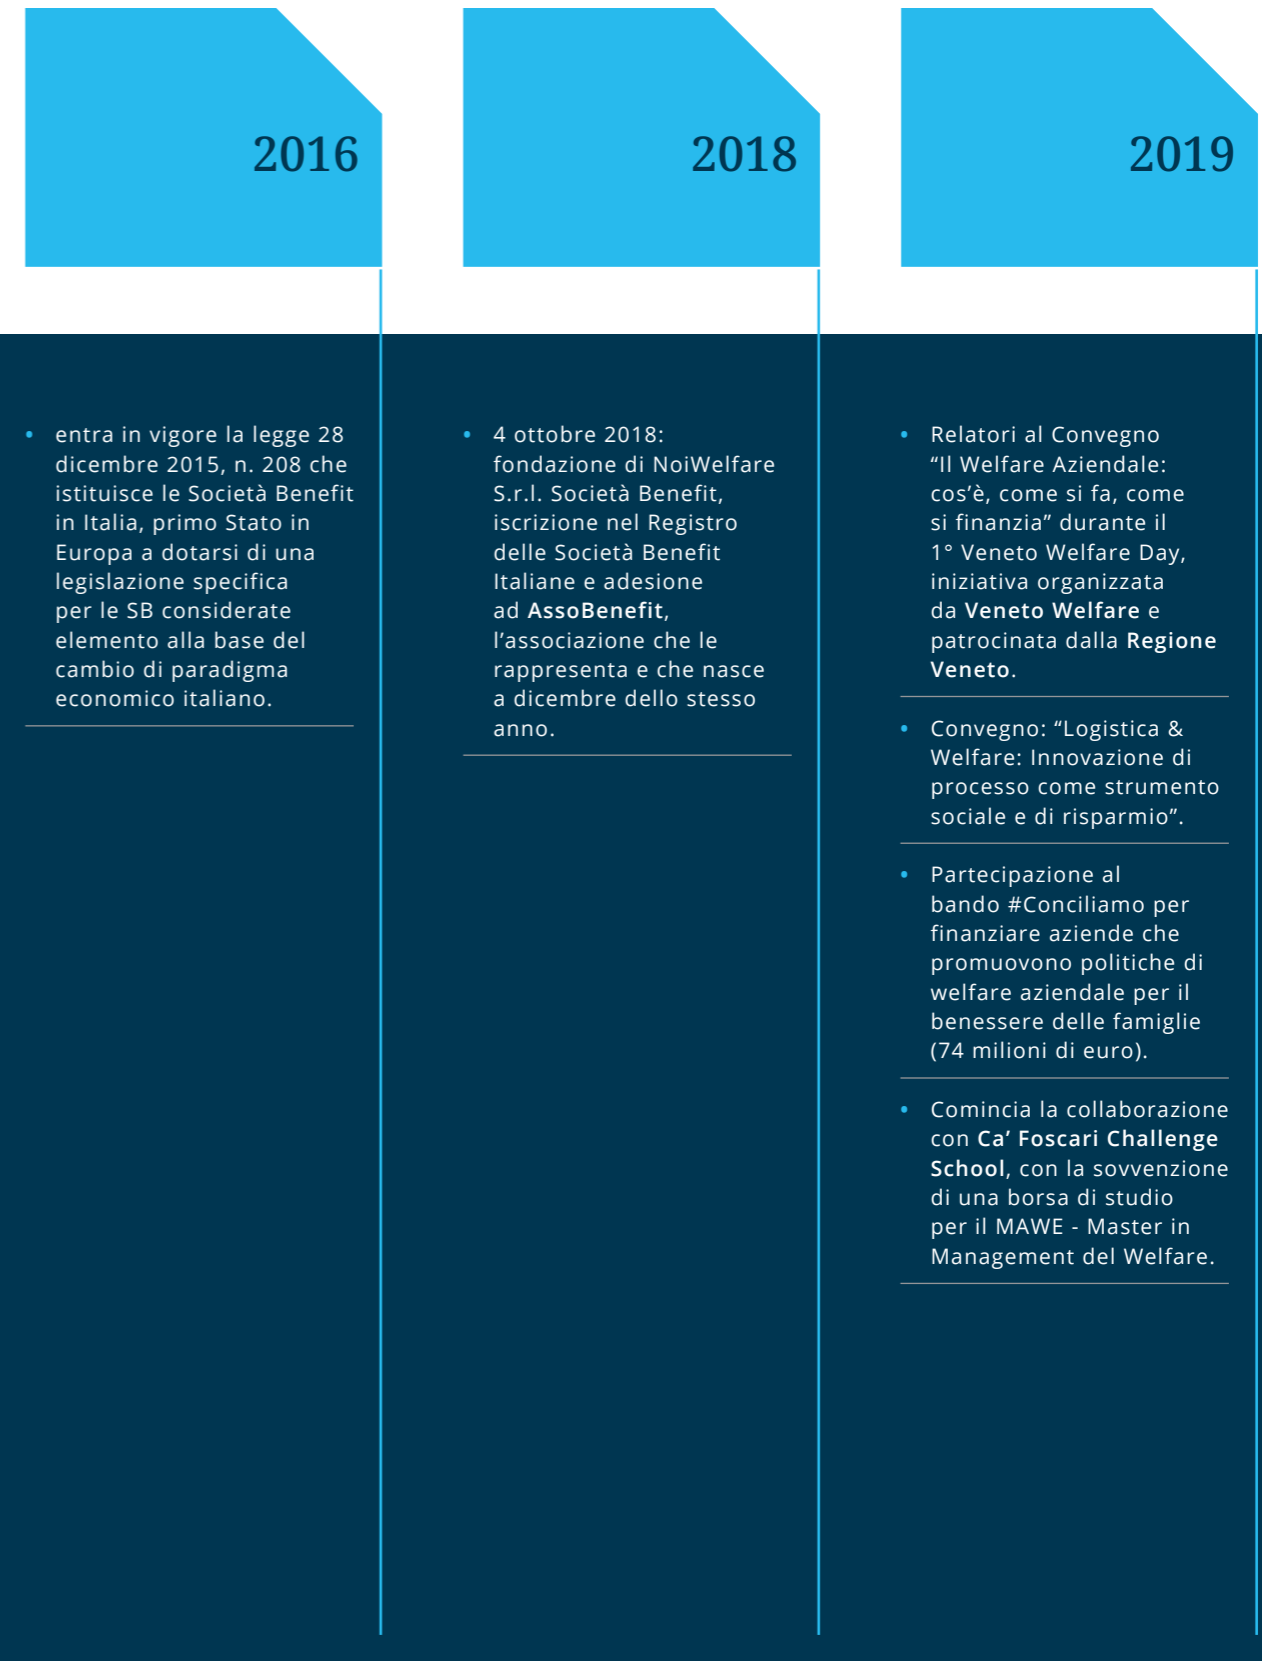 2016
• entra in vigore la legge 28
dicembre 2015, n. 208 che
istituisce le Società Benefit
in Italia, primo Stato in
Europa a dotarsi di una
legislazione specifica
per le SB considerate
elemento alla base del
cambio di paradigma
economico italiano.
2018
• 4 ottobre 2018:
fondazione di NoiWelfare
S.r.l. Società Benefit,
iscrizione nel Registro
delle Società Benefit
Italiane e adesione
ad AssoBenefit,
l’associazione che le
rappresenta e che nasce
a dicembre dello stesso
anno.
2019
• Relatori al Convegno
“Il Welfare Aziendale:
cos’è, come si fa, come
si finanzia” durante il
1° Veneto Welfare Day,
iniziativa organizzata
da Veneto Welfare e
patrocinata dalla Regione
Veneto.
• Convegno: “Logistica &
Welfare: Innovazione di
processo come strumento
sociale e di risparmio”.
• Partecipazione al
bando #Conciliamo per
finanziare aziende che
promuovono politiche di
welfare aziendale per il
benessere delle famiglie
(74 milioni di euro).
• Comincia la collaborazione
con Ca’ Foscari Challenge
School, con la sovvenzione
di una borsa di studio
per il MAWE - Master in
Management del Welfare.